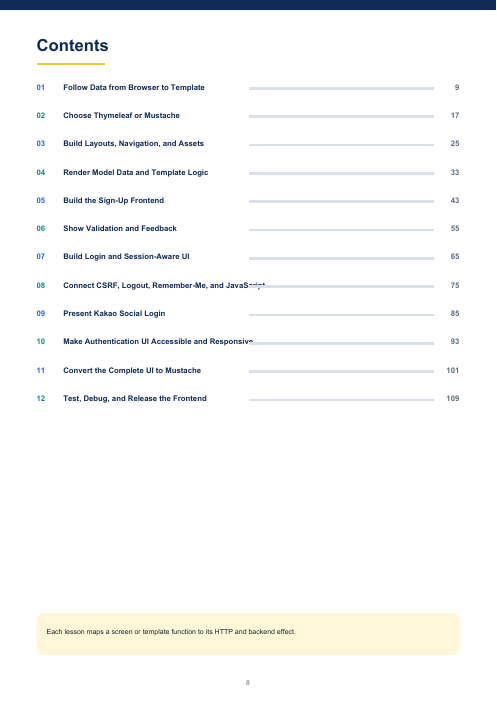 Contents
01 Follow Data from Browser to Template 9
02 Choose Thymeleaf or Mustache 17
03 Build Layouts, Navigation, and Assets 25
04 Render Model Data and Template Logic 33
05 Build the Sign-Up Frontend 43
06 Show Validation and Feedback 55
07 Build Login and Session-Aware UI 65
08 Connect CSRF, Logout, Remember-Me, and JavaScript 75
09 Present Kakao Social Login 85
10 Make Authentication UI Accessible and Responsive 93
11 Convert the Complete UI to Mustache 101
12 Test, Debug, and Release the Frontend 109
Each lesson maps a screen or template function to its HTTP and backend effect.
8